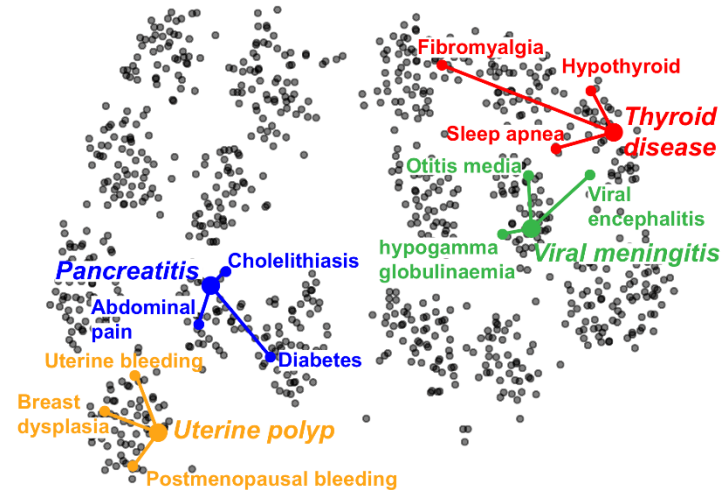 Fibromyalgia
Hypothyroid
Thyroid
disease
Sleep apnea
Otitis media
Viral
encephalitis
hypogamma
globulinaemia
Viral meningitis
Pancreatitis
Cholelithiasis
Abdominal
pain
Diabetes
Uterine bleeding
Breast
dysplasia
Uterine polyp
Postmenopausal bleeding